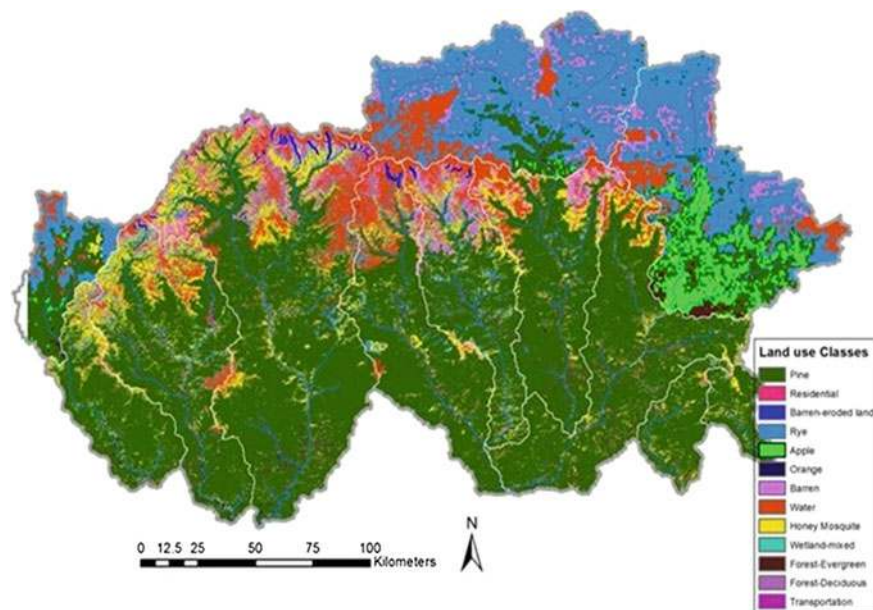 Land use Classes
Pine
Residential
Barren-eroded land
Rye
Apple
Orange
Barren
Water
Honey Mosquite
Wetland-mixed
Forest-Evergreen
Forest-Deciduous
Transportation
N
0 12.5 25 50 75 100
Kilometers